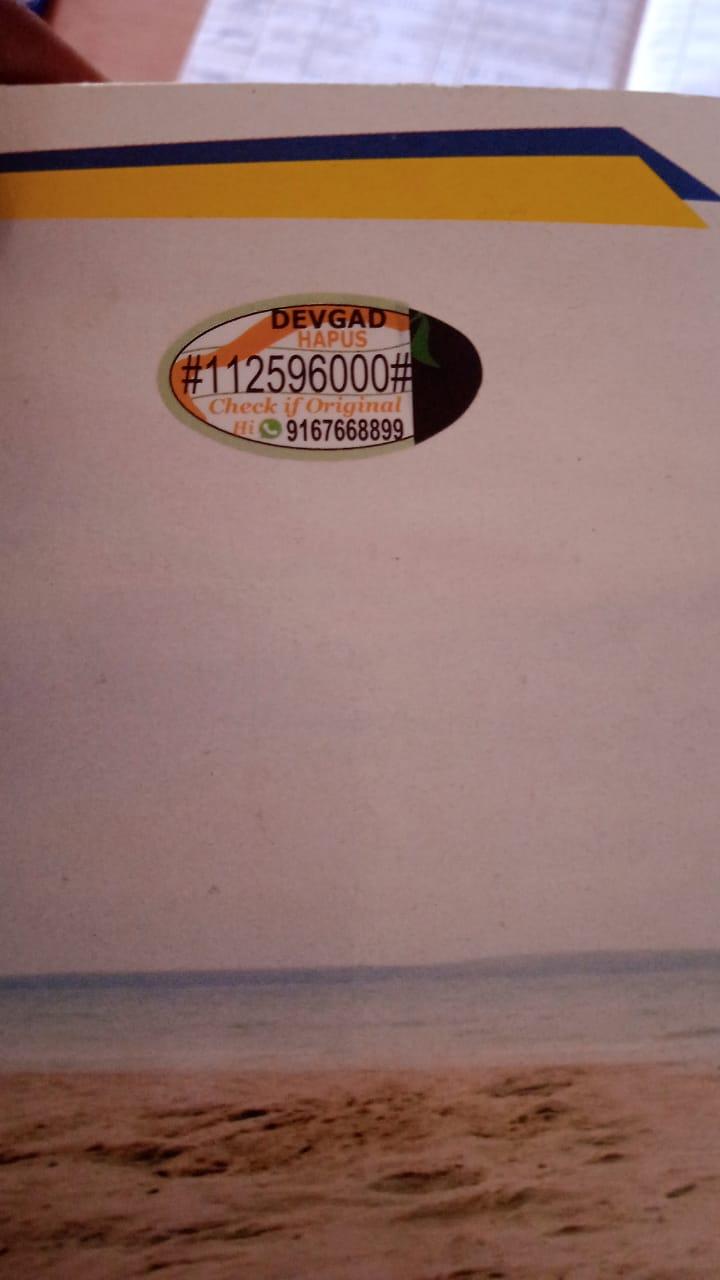 DEVGAD
HAPUS
#112596000#
Check if Original
Hi 9167668899